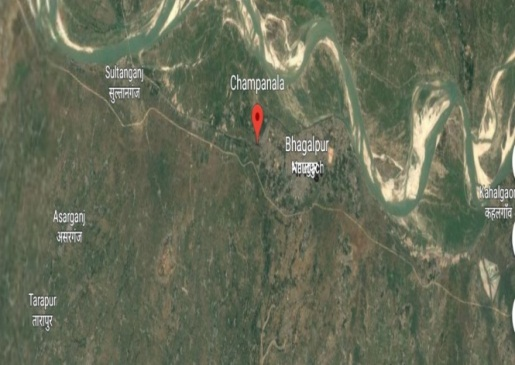 Sultanganj
सुल्तानगंज
Champanala
Bhagalpur
Kahalgaon
कहलगाँव
Asarganj
असरगंज
Tarapur
तारापुर